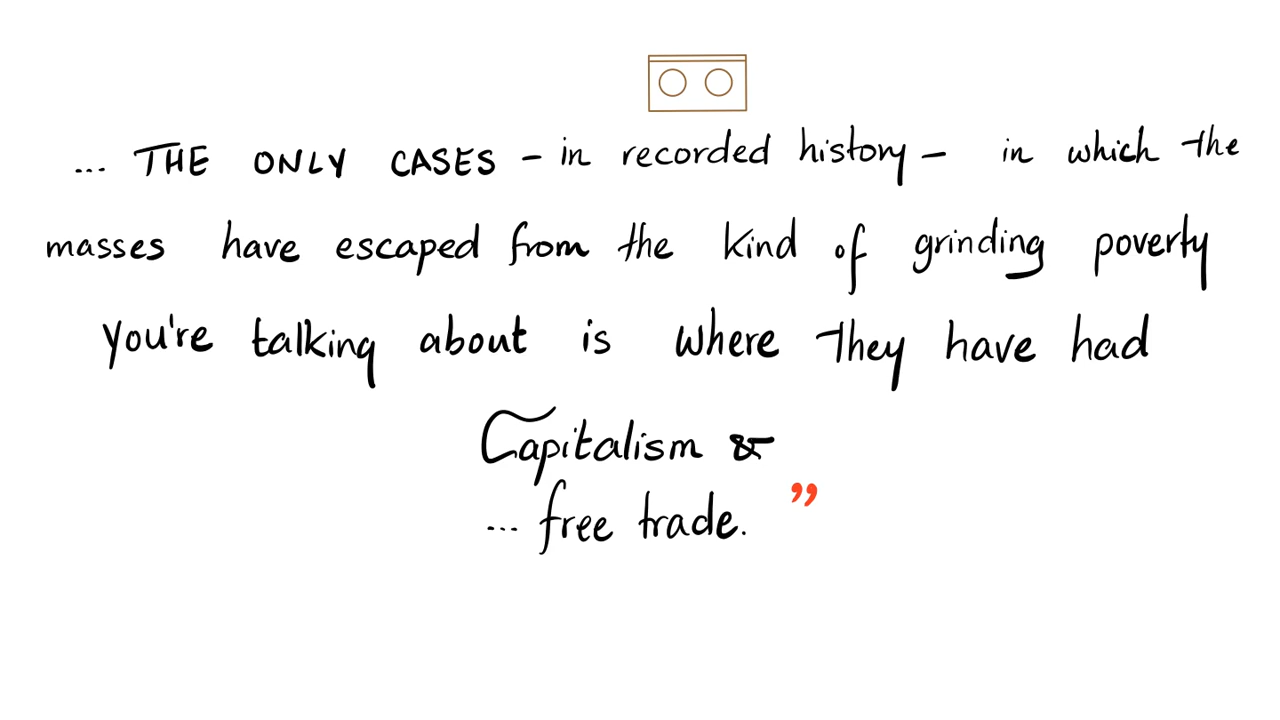 ... THE ONLY CASES - in recorded history - in which the
masses have escaped from the kind of grinding poverty
you're talking about is where they have had
Capitalism &
... free trade. ”